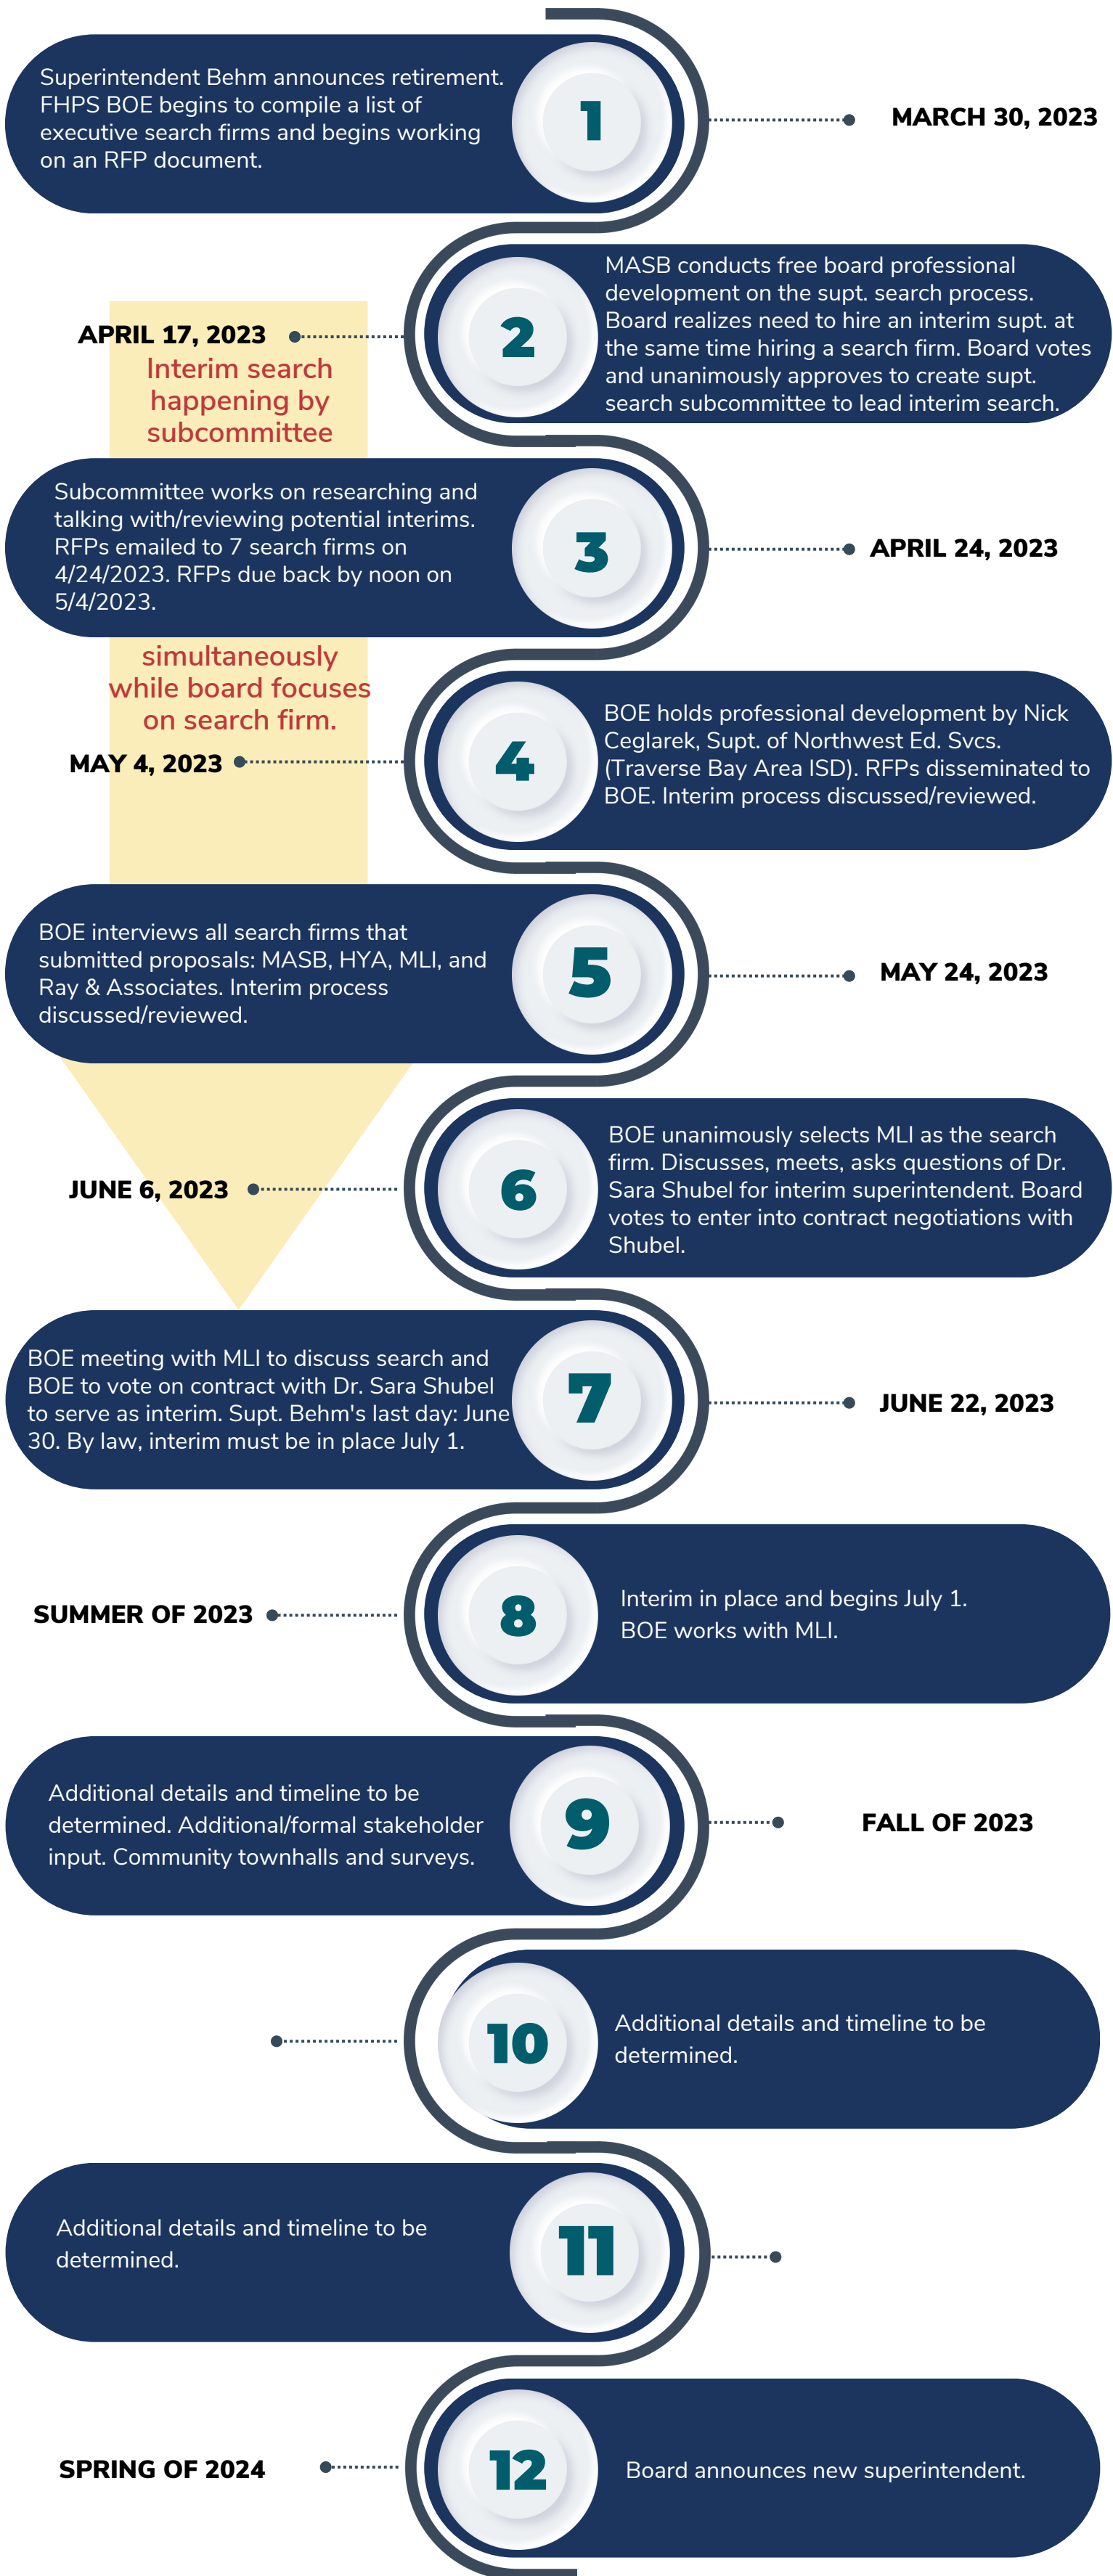 Superintendent Behm announces retirement.
FHPS BOE begins to compile a list of
executive search firms and begins working
on an RFP document.
1
MARCH 30, 2023
APRIL 17, 2023
2
MASB conducts free board professional
development on the supt. search process.
Board realizes need to hire an interim supt. at
the same time hiring a search firm. Board votes
and unanimously approves to create supt.
search subcommittee to lead interim search.
Interim search
happening by
subcommittee
Subcommittee works on researching and
talking with/reviewing potential interims.
RFPs emailed to 7 search firms on
4/24/2023. RFPs due back by noon on
5/4/2023.
3
APRIL 24, 2023
simultaneously
while board focuses
on search firm.
MAY 4, 2023
4
BOE holds professional development by Nick
Ceglarek, Supt. of Northwest Ed. Svcs.
(Traverse Bay Area ISD). RFPs disseminated to
BOE. Interim process discussed/reviewed.
BOE interviews all search firms that
submitted proposals: MASB, HYA, MLI, and
Ray & Associates. Interim process
discussed/reviewed.
5
MAY 24, 2023
JUNE 6, 2023
6
BOE unanimously selects MLI as the search
firm. Discusses, meets, asks questions of Dr.
Sara Shubel for interim superintendent. Board
votes to enter into contract negotiations with
Shubel.
BOE meeting with MLI to discuss search and
BOE to vote on contract with Dr. Sara Shubel
to serve as interim. Supt. Behm's last day: June
30. By law, interim must be in place July 1.
7
JUNE 22, 2023
SUMMER OF 2023
8
Interim in place and begins July 1.
BOE works with MLI.
Additional details and timeline to be
determined. Additional/formal stakeholder
input. Community townhalls and surveys.
9
FALL OF 2023
10
Additional details and timeline to be
determined.
Additional details and timeline to be
determined.
11
SPRING OF 2024
12
Board announces new superintendent.